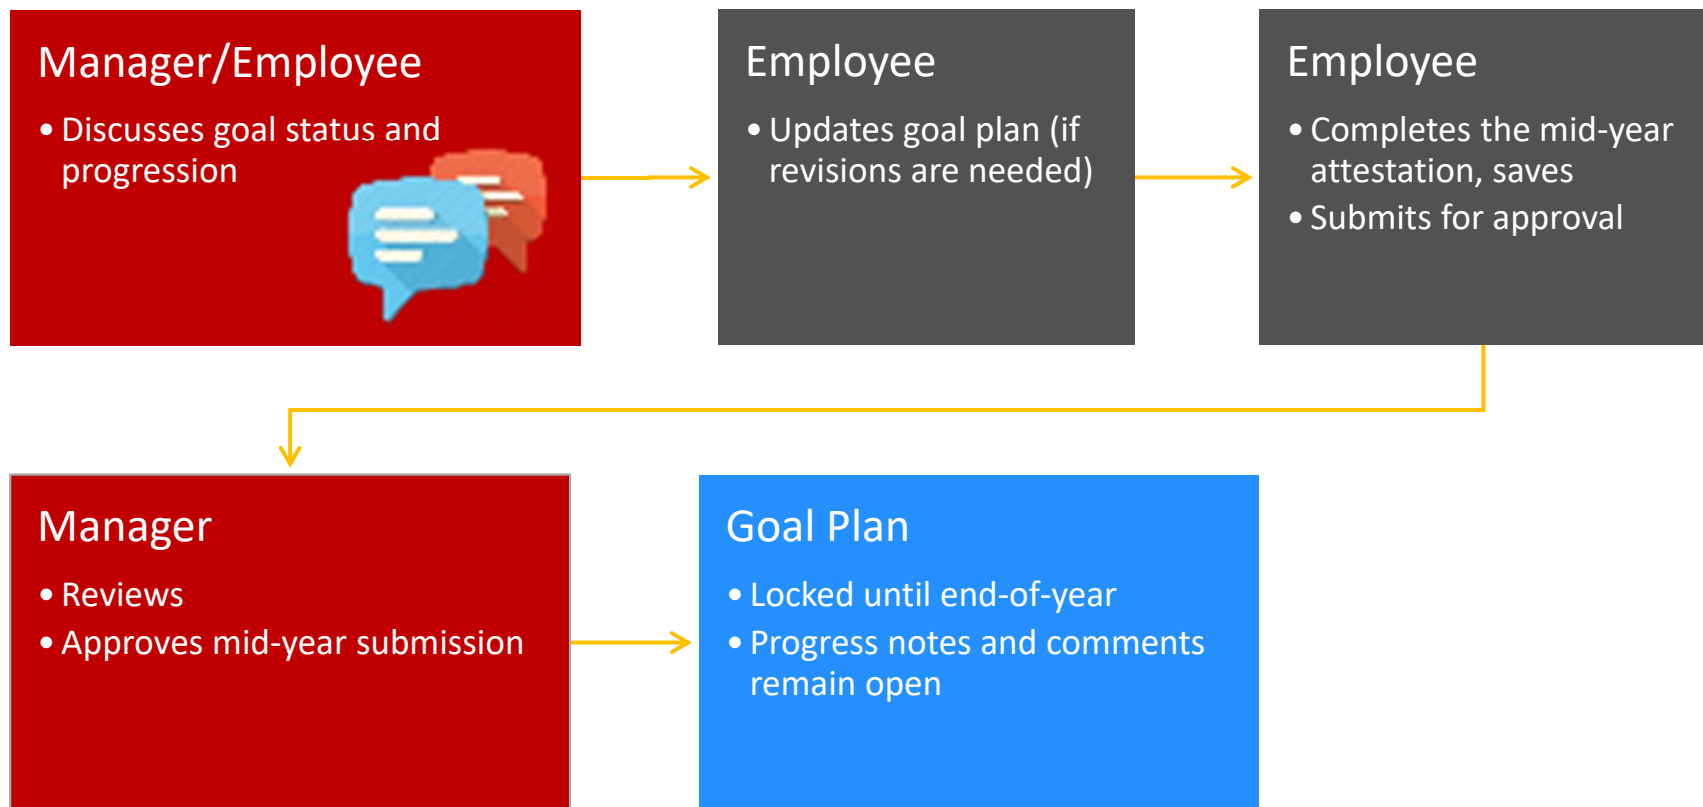 Manager/Employee
• Discusses goal status and
progression
Employee
• Updates goal plan (if
revisions are needed)
Employee
• Completes the mid-year
attestation, saves
• Submits for approval
Manager
• Reviews
• Approves mid-year submission
Goal Plan
• Locked until end-of-year
• Progress notes and comments
remain open